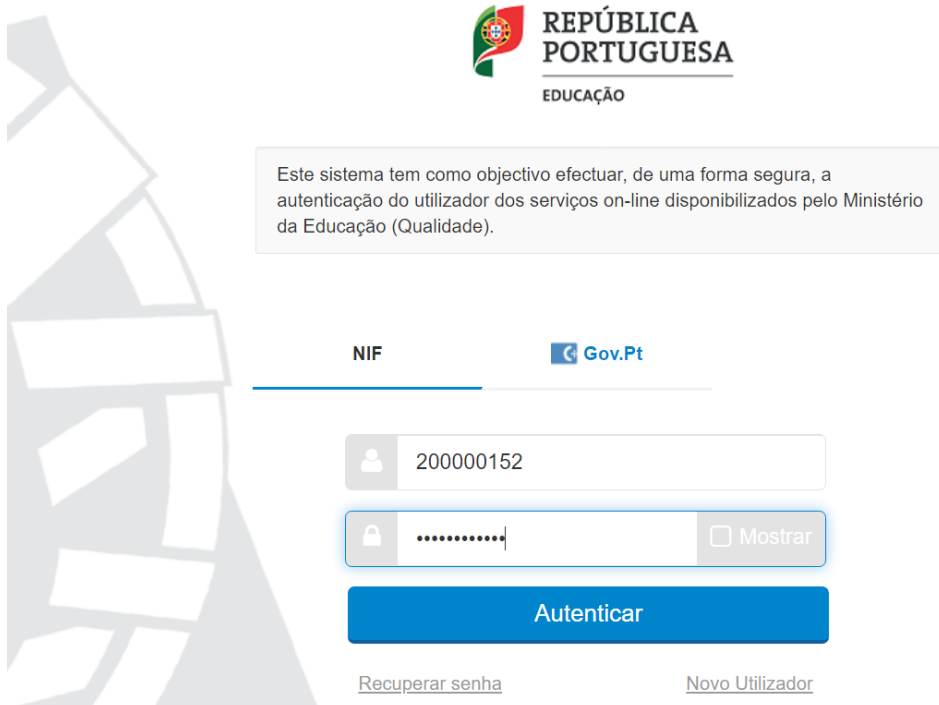 REPÚBLICA
PORTUGUESA
EDUCAÇÃO
Este sistema tem como objectivo efectuar, de uma forma segura, a
autenticação do utilizador dos serviços on-line disponibilizados pelo Ministério
da Educação (Qualidade).
NIF
Gov.Pt
200000152
••••••••••••
Mostrar
Autenticar
Recuperar senha
Novo Utilizador